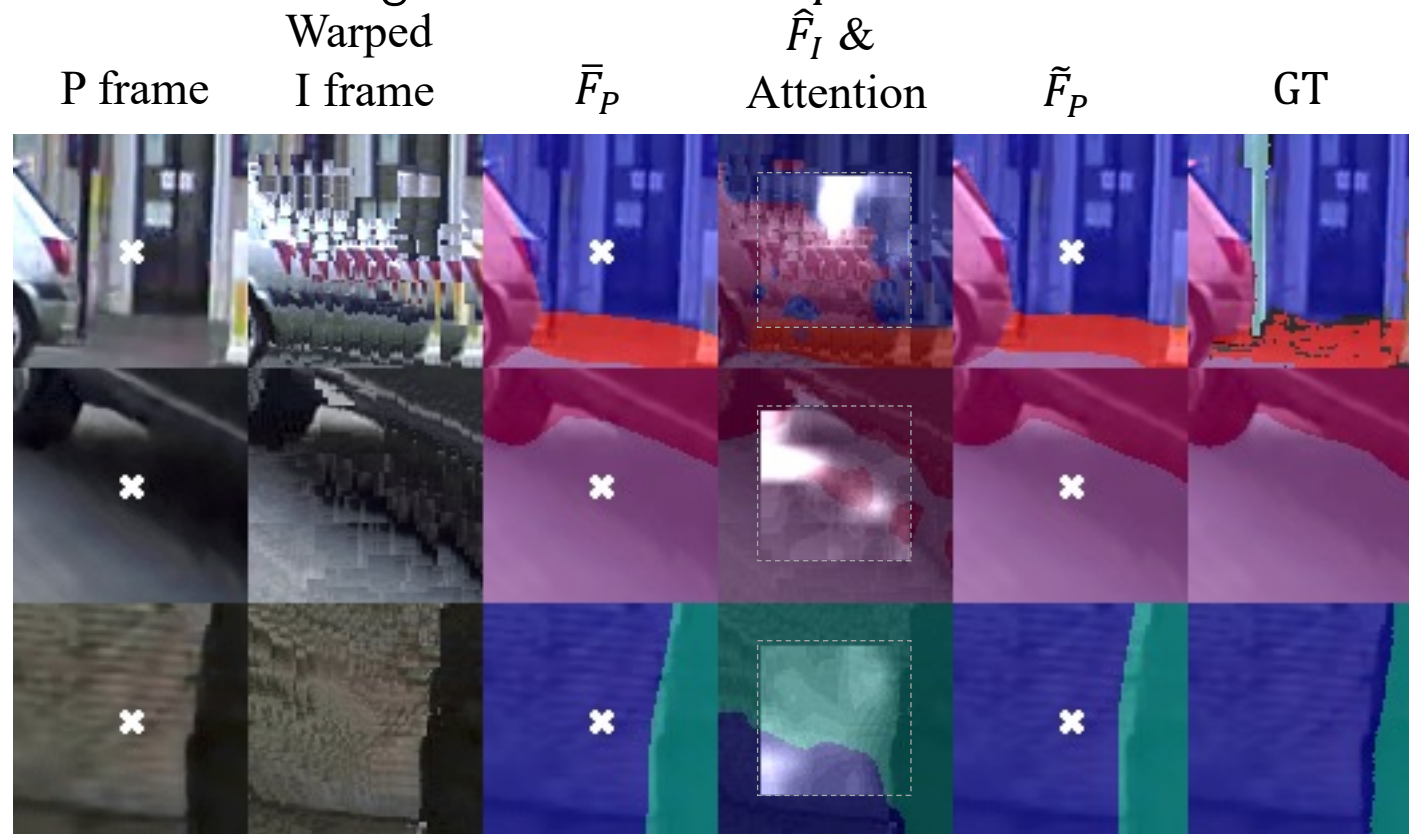 Warped
I frame
P frame
F̄_P
F̂_I &
Attention
F̃_P
GT